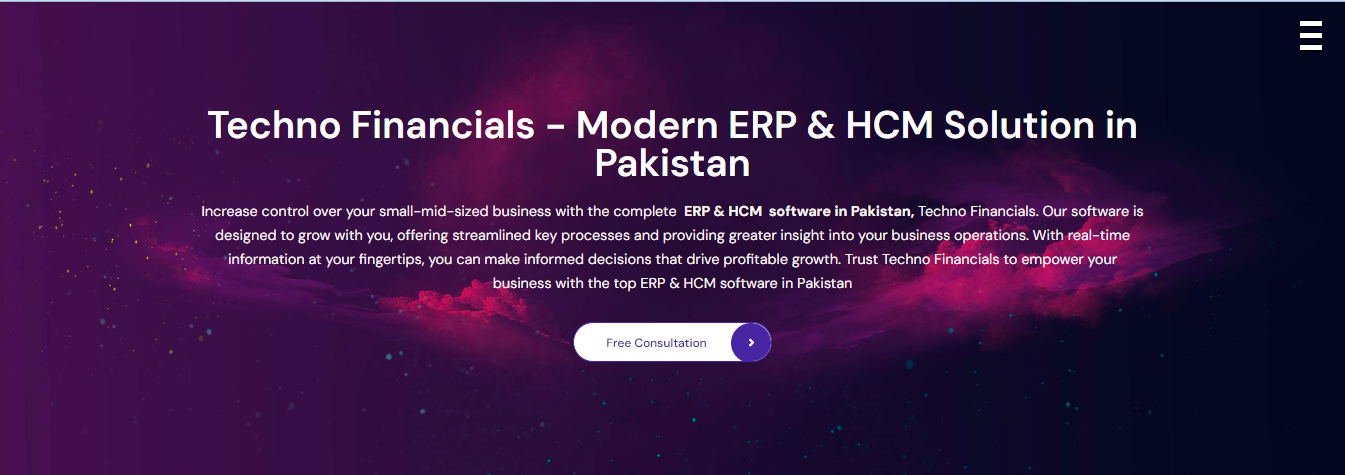 Techno Financials - Modern ERP & HCM Solution in
Pakistan
Increase control over your small-mid-sized business with the complete ERP & HCM software in Pakistan, Techno Financials. Our software is
designed to grow with you, offering streamlined key processes and providing greater insight into your business operations. With real-time
information at your fingertips, you can make informed decisions that drive profitable growth. Trust Techno Financials to empower your
business with the top ERP & HCM software in Pakistan
Free Consultation